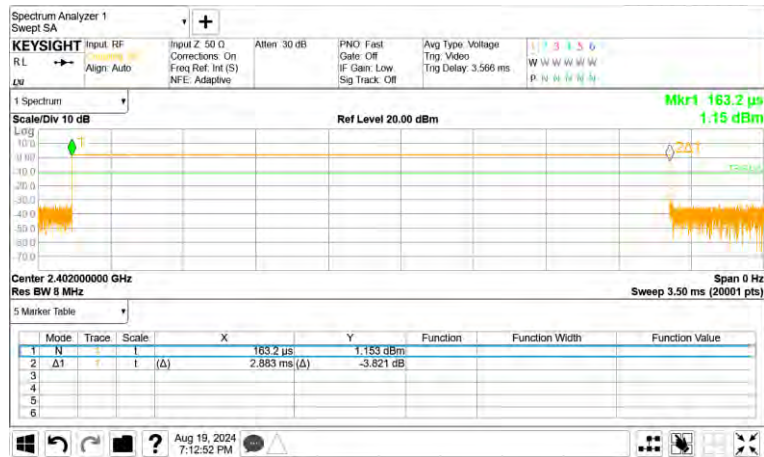 Spectrum Analyzer 1
Swept SA
+
KEYSIGHT Input: RF Input Z: 50 Ω Atten: 30 dB PNO: Fast Avg Type: Voltage 1 2 3 4 5 6
RL Corrections: On Gate: Off Trig: Video W W W W W W
Align: Auto Freq Ref: Int (S) IF Gain: Low Trig Delay: 3.566 ms
NFE: Adaptive Sig Track: Off P N N N N N
1 Spectrum
Mkr1 163.2 µs
Scale/Div 10 dB Ref Level 20.00 dBm 1.15 dBm
Log
10.0
0.00
-10.0
-20.0
-30.0
-40.0
-50.0
-60.0
-70.0
2Δ1
Center 2.402000000 GHz Span 0 Hz
Res BW 8 MHz Sweep 3.50 ms (20001 pts)
5 Marker Table
Mode Trace Scale X Y Function Function Width Function Value
1 N 1 t 163.2 µs 1.153 dBm
2 Δ1 1 t (Δ) 2.883 ms (Δ) -3.821 dB
3
4
5
6
? Aug 19, 2024
7:12:52 PM